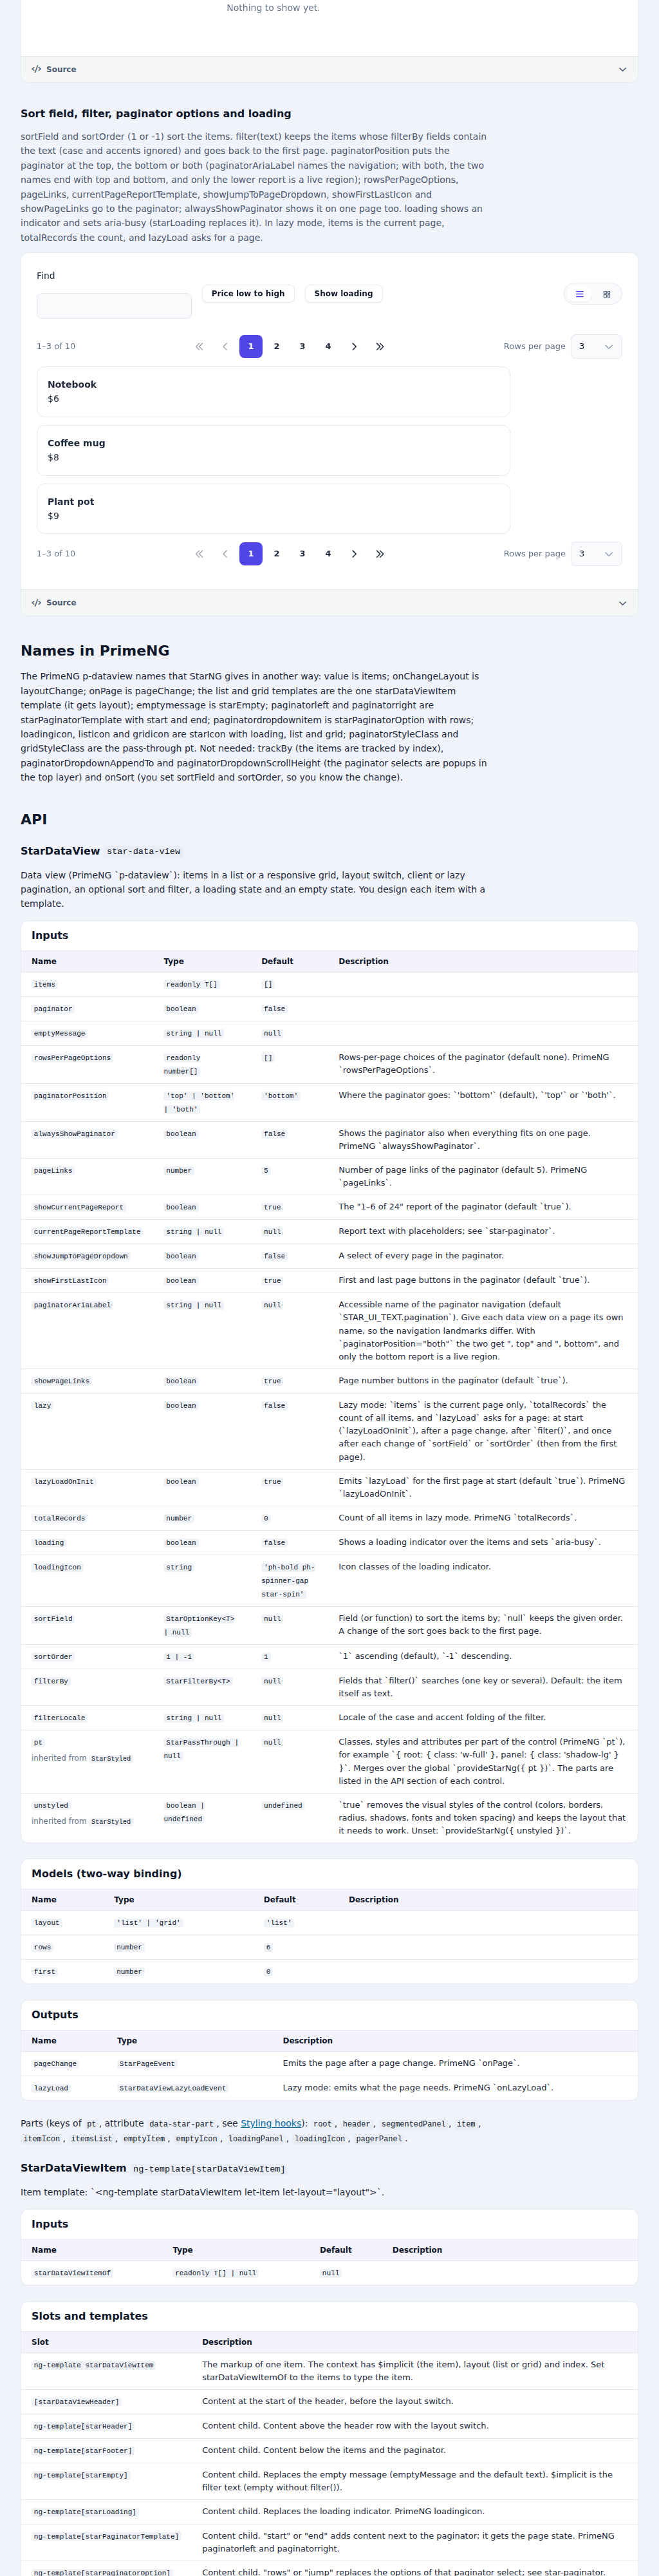 Nothing to show yet.
Source
Sort field, filter, paginator options and loading
sortField and sortOrder (1 or -1) sort the items. filter(text) keeps the items whose filterBy fields contain
the text (case and accents ignored) and goes back to the first page. paginatorPosition puts the
paginator at the top, the bottom or both (paginatorAriaLabel names the navigation; with both, the two
names end with top and bottom, and only the lower report is a live region); rowsPerPageOptions,
pageLinks, currentPageReportTemplate, showJumpToPageDropdown, showFirstLastIcon and
showPageLinks go to the paginator; alwaysShowPaginator shows it on one page too. loading shows an
indicator and sets aria-busy (starLoading replaces it). In lazy mode, items is the current page,
totalRecords the count, and lazyLoad asks for a page.
Find
Price low to high Show loading
1–3 of 10 1 2 3 4 Rows per page 3
Notebook
$6
Coffee mug
$8
Plant pot
$9
1–3 of 10 1 2 3 4 Rows per page 3
Source
Names in PrimeNG
The PrimeNG p-dataview names that StarNG gives in another way: value is items; onChangeLayout is
layoutChange; onPage is pageChange; the list and grid templates are the one starDataViewItem
template (it gets layout); emptymessage is starEmpty; paginatorleft and paginatorright are
starPaginatorTemplate with start and end; paginatordropdownitem is starPaginatorOption with rows;
loadingicon, listicon and gridicon are starIcon with loading, list and grid; paginatorStyleClass and
gridStyleClass are the pass-through pt. Not needed: trackBy (the items are tracked by index),
paginatorDropdownAppendTo and paginatorDropdownScrollHeight (the paginator selects are popups in
the top layer) and onSort (you set sortField and sortOrder, so you know the change).
API
StarDataView star-data-view
Data view (PrimeNG `p-dataview`): items in a list or a responsive grid, layout switch, client or lazy
pagination, an optional sort and filter, a loading state and an empty state. You design each item with a
template.
Inputs
Name Type Default Description
items readonly T[] []
paginator boolean false
emptyMessage string | null null
rowsPerPageOptions readonly number[] [] Rows-per-page choices of the paginator (default none). PrimeNG
`rowsPerPageOptions`.
paginatorPosition 'top' | 'bottom' | 'both' 'bottom' Where the paginator goes: `'bottom'` (default), `'top'` or `'both'`.
alwaysShowPaginator boolean false Shows the paginator also when everything fits on one page.
PrimeNG `alwaysShowPaginator`.
pageLinks number 5 Number of page links of the paginator (default 5). PrimeNG
`pageLinks`.
showCurrentPageReport boolean true The "1–6 of 24" report of the paginator (default `true`).
currentPageReportTemplate string | null null Report text with placeholders; see `star-paginator`.
showJumpToPageDropdown boolean false A select of every page in the paginator.
showFirstLastIcon boolean true First and last page buttons in the paginator (default `true`).
paginatorAriaLabel string | null null Accessible name of the paginator navigation (default
`STAR_UI_TEXT.pagination`). Give each data view on a page its own
name, so the navigation landmarks differ. With
`paginatorPosition="both"` the two get ", top" and ", bottom", and
only the bottom report is a live region.
showPageLinks boolean true Page number buttons in the paginator (default `true`).
lazy boolean false Lazy mode: `items` is the current page only, `totalRecords` the
count of all items, and `lazyLoad` asks for a page: at start
(`lazyLoadOnInit`), after a page change, after `filter()`, and once
after each change of `sortField` or `sortOrder` (then from the first
page).
lazyLoadOnInit boolean true Emits `lazyLoad` for the first page at start (default `true`). PrimeNG
`lazyLoadOnInit`.
totalRecords number 0 Count of all items in lazy mode. PrimeNG `totalRecords`.
loading boolean false Shows a loading indicator over the items and sets `aria-busy`.
loadingIcon string 'ph-bold ph-spinner-gap star-spin' Icon classes of the loading indicator.
sortField StarOptionKey<T> | null null Field (or function) to sort the items by; `null` keeps the given order.
A change of the sort goes back to the first page.
sortOrder 1 | -1 1 `1` ascending (default), `-1` descending.
filterBy StarFilterBy<T> null Fields that `filter()` searches (one key or several). Default: the item
itself as text.
filterLocale string | null null Locale of the case and accent folding of the filter.
pt StarPassThrough | null null Classes, styles and attributes per part of the control (PrimeNG `pt`),
inherited from StarStyled for example `{ root: { class: 'w-full' }, panel: { class: 'shadow-lg' }
}`. Merges over the global `provideStarNg({ pt })`. The parts are
listed in the API section of each control.
unstyled boolean | undefined undefined `true` removes the visual styles of the control (colors, borders,
inherited from StarStyled radius, shadows, fonts and token spacing) and keeps the layout that
it needs to work. Unset: `provideStarNg({ unstyled })`.
Models (two-way binding)
Name Type Default Description
layout 'list' | 'grid' 'list'
rows number 6
first number 0
Outputs
Name Type Description
pageChange StarPageEvent Emits the page after a page change. PrimeNG `onPage`.
lazyLoad StarDataViewLazyLoadEvent Lazy mode: emits what the page needs. PrimeNG `onLazyLoad`.
Parts (keys of pt, attribute data-star-part, see Styling hooks): root, header, segmentedPanel, item,
itemIcon, itemsList, emptyItem, emptyIcon, loadingPanel, loadingIcon, pagerPanel.
StarDataViewItem ng-template[starDataViewItem]
Item template: `<ng-template starDataViewItem let-item let-layout="layout">`.
Inputs
Name Type Default Description
starDataViewItemOf readonly T[] | null null
Slots and templates
Slot Description
ng-template starDataViewItem The markup of one item. The context has $implicit (the item), layout (list or grid) and index. Set
starDataViewItemOf to the items to type the item.
[starDataViewHeader] Content at the start of the header, before the layout switch.
ng-template[starHeader] Content child. Content above the header row with the layout switch.
ng-template[starFooter] Content child. Content below the items and the paginator.
ng-template[starEmpty] Content child. Replaces the empty message (emptyMessage and the default text). $implicit is the
filter text (empty without filter()).
ng-template[starLoading] Content child. Replaces the loading indicator. PrimeNG loadingicon.
ng-template[starPaginatorTemplate] Content child. "start" or "end" adds content next to the paginator; it gets the page state. PrimeNG
paginatorleft and paginatorright.
ng-template[starPaginatorOption] Content child. "rows" or "jump" replaces the options of that paginator select; see star-paginator.